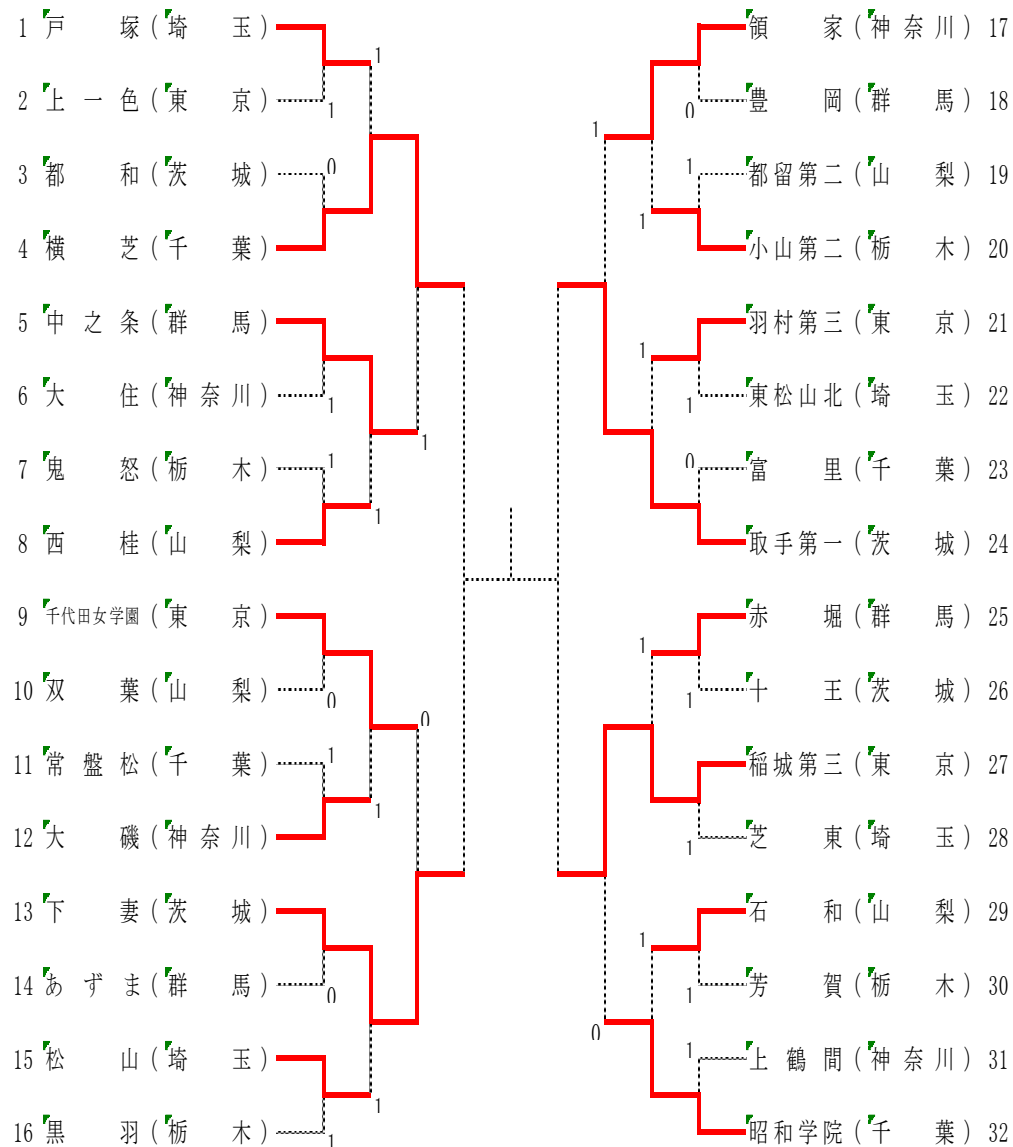 1 戸塚(埼玉)
1
2 上一色(東京)
1
3 都和(茨城)
0
4 横芝(千葉)
5 中之条(群馬)
6 大住(神奈川)
1
1
7 鬼怒(栃木)
1
8 西桂(山梨)
1
9 千代田女学園(東京)
10 双葉(山梨)
0
0
11 常盤松(千葉)
1
12 大磯(神奈川)
1
13 下妻(茨城)
14 あずま(群馬)
0
15 松山(埼玉)
1
16 黒羽(栃木)
1
領家(神奈川) 17
豊岡(群馬) 18
0
1
都留第二(山梨) 19
1
小山第二(栃木) 20
1
羽村第三(東京) 21
1
東松山北(埼玉) 22
1
富里(千葉) 23
0
取手第一(茨城) 24
赤堀(群馬) 25
1
十王(茨城) 26
1
稲城第三(東京) 27
芝東(埼玉) 28
1
石和(山梨) 29
1
芳賀(栃木) 30
1
0
上鶴間(神奈川) 31
1
昭和学院(千葉) 32